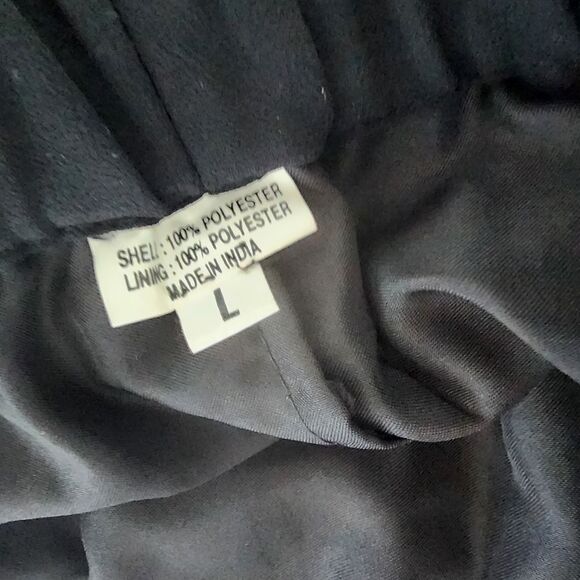 SHELL : 100% POLYESTER
LINING : 100% POLYESTER
MADE IN INDIA
L